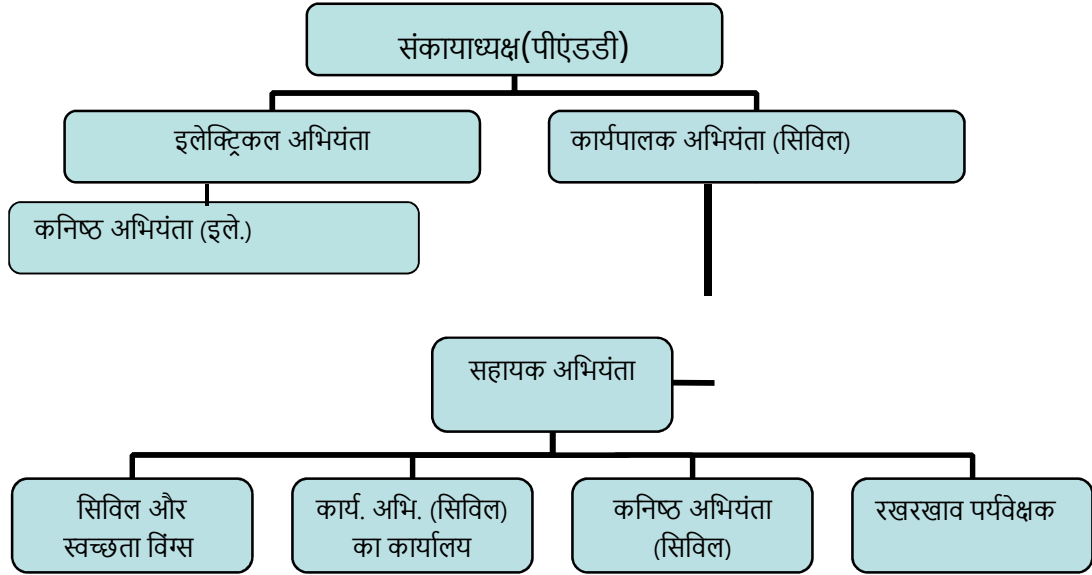 संकायाध्यक्ष(पीएंडडी)
इलेक्ट्रिकल अभियंता
कार्यपालक अभियंता (सिविल)
कनिष्ठ अभियंता (इले.)
सहायक अभियंता
सिविल और
स्वच्छता विंग्स
कार्य. अभि. (सिविल)
का कार्यालय
कनिष्ठ अभियंता
(सिविल)
रखरखाव पर्यवेक्षक